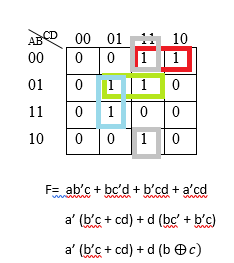 CD
AB
00 01 11 10
00 0 0 1 1
01 0 1 1 0
11 0 1 0 0
10 0 0 1 0
F= ab’c + bc’d + b’cd + a’cd
a’ (b’c + cd) + d (bc’ + b’c)
a’ (b’c + cd) + d (b ⊕c)